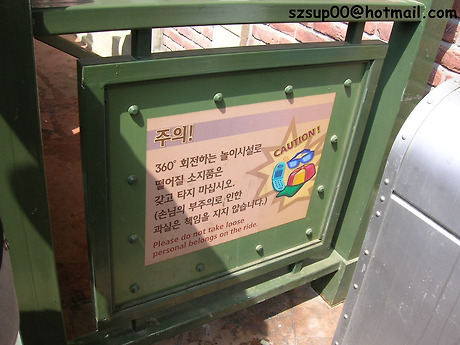 szsup00@hotmail.com
주의!
CAUTION!
360° 회전하는 놀이시설로
떨어질 소지품은
갖고 타지 마십시오.
(손님의 부주의로 인한
과실은 책임을 지지 않습니다.)
Please do not take loose
personal belongs on the ride.